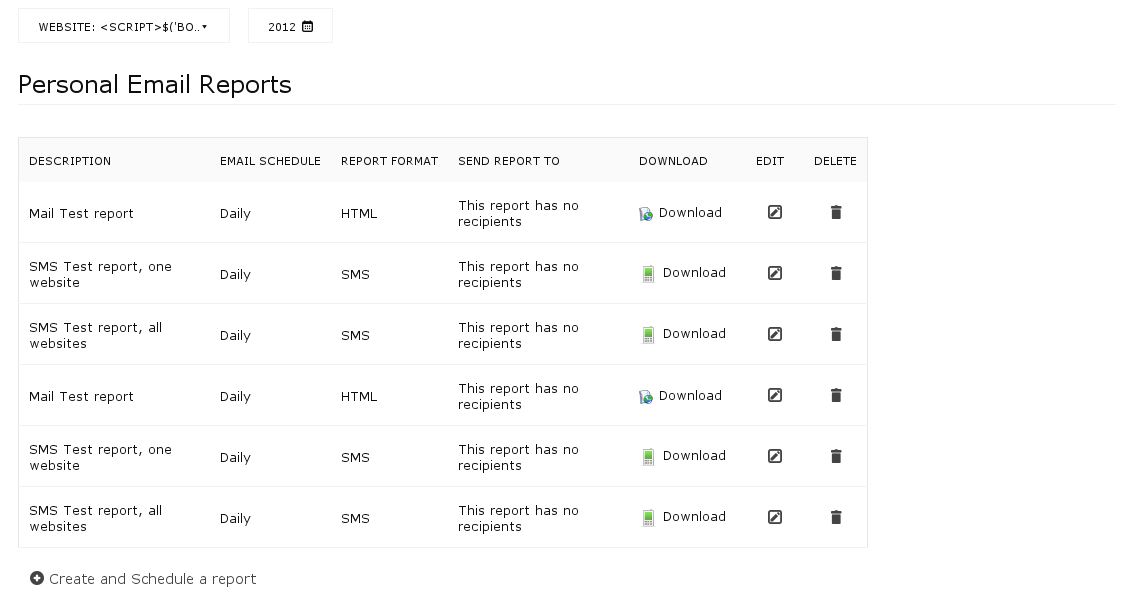 WEBSITE: <SCRIPT>$('BO..
2012
Personal Email Reports
DESCRIPTION EMAIL SCHEDULE REPORT FORMAT SEND REPORT TO DOWNLOAD EDIT DELETE
Mail Test report Daily HTML This report has no recipients Download
SMS Test report, one website Daily SMS This report has no recipients Download
SMS Test report, all websites Daily SMS This report has no recipients Download
Mail Test report Daily HTML This report has no recipients Download
SMS Test report, one website Daily SMS This report has no recipients Download
SMS Test report, all websites Daily SMS This report has no recipients Download
Create and Schedule a report